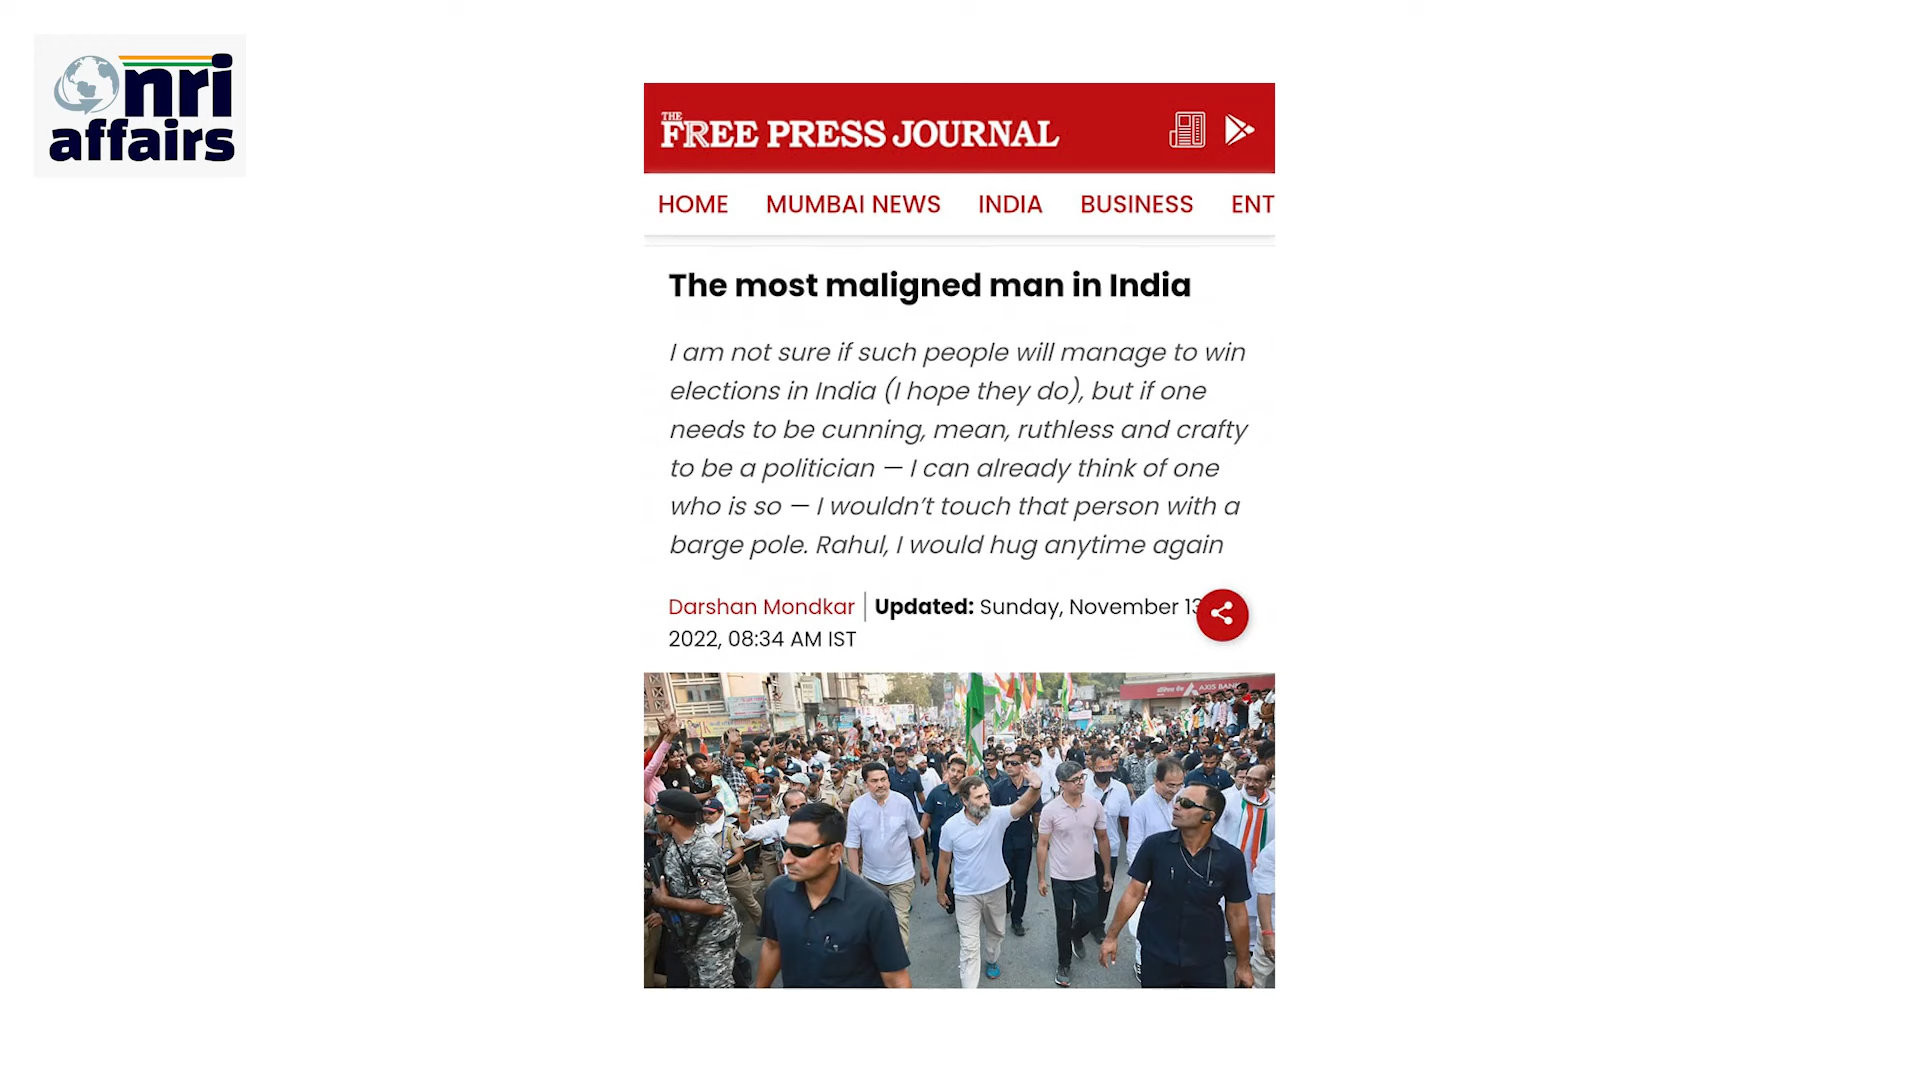 nri
affairs
THE
FREE PRESS JOURNAL
HOME MUMBAI NEWS INDIA BUSINESS ENT
The most maligned man in India
I am not sure if such people will manage to win
elections in India (I hope they do), but if one
needs to be cunning, mean, ruthless and crafty
to be a politician — I can already think of one
who is so — I wouldn't touch that person with a
barge pole. Rahul, I would hug anytime again
Darshan Mondkar | Updated: Sunday, November 13
2022, 08:34 AM IST
AXIS BANK